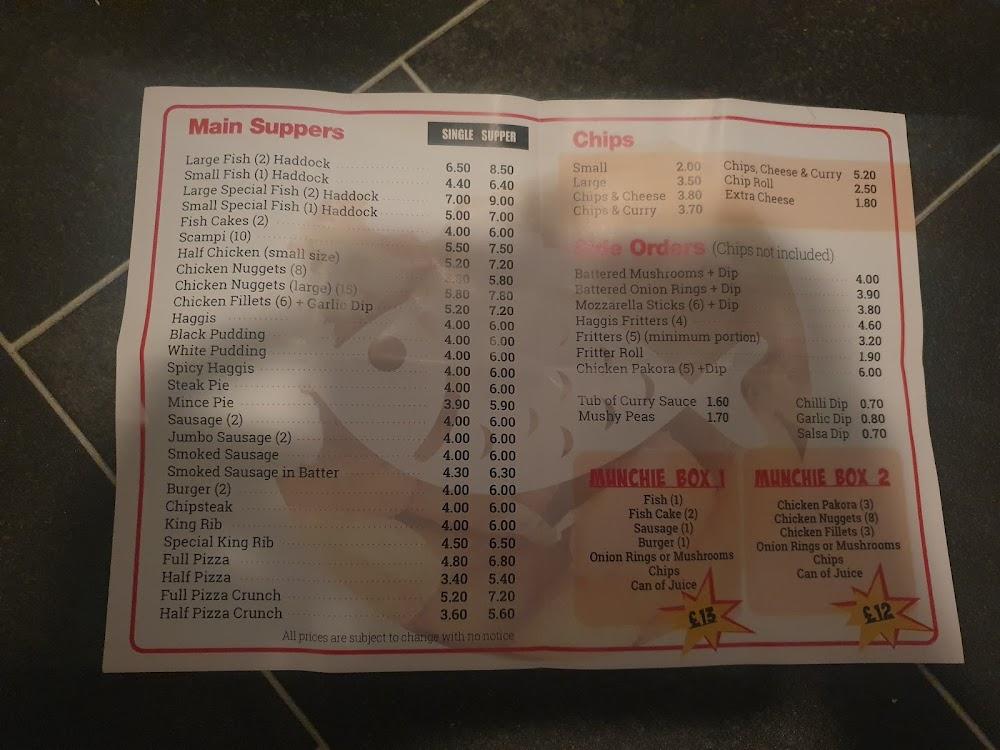 Main Suppers
SINGLE SUPPER
Large Fish (2) Haddock 6.50 8.50
Small Fish (1) Haddock 4.40 6.40
Large Special Fish (2) Haddock 7.00 9.00
Small Special Fish (1) Haddock 5.00 7.00
Fish Cakes (2) 4.00 6.00
Scampi (10) 5.50 7.50
Half Chicken (small size) 5.20 7.20
Chicken Nuggets (8) 3.80 5.80
Chicken Nuggets (large) (15) 5.80 7.80
Chicken Fillets (6) + Garlic Dip 5.20 7.20
Haggis 4.00 6.00
Black Pudding 4.00 6.00
White Pudding 4.00 6.00
Spicy Haggis 4.00 6.00
Steak Pie 4.00 6.00
Mince Pie 3.90 5.90
Sausage (2) 4.00 6.00
Jumbo Sausage (2) 4.00 6.00
Smoked Sausage 4.00 6.00
Smoked Sausage in Batter 4.30 6.30
Burger (2) 4.00 6.00
Chipsteak 4.00 6.00
King Rib 4.00 6.00
Special King Rib 4.50 6.50
Full Pizza 4.80 6.80
Half Pizza 3.40 5.40
Full Pizza Crunch 5.20 7.20
Half Pizza Crunch 3.60 5.60
All prices are subject to change with no notice
Chips
Small 2.00
Large 3.50
Chips & Cheese 3.80
Chips & Curry 3.70
Chips, Cheese & Curry 5.20
Chip Roll 2.50
Extra Cheese 1.80
Side Orders (Chips not included)
Battered Mushrooms + Dip 4.00
Battered Onion Rings + Dip 3.90
Mozzarella Sticks (6) + Dip 3.80
Haggis Fritters (4) 4.60
Fritters (5) (minimum portion) 3.20
Fritter Roll 1.90
Chicken Pakora (5) +Dip 6.00
Tub of Curry Sauce 1.60
Mushy Peas 1.70
Chilli Dip 0.70
Garlic Dip 0.80
Salsa Dip 0.70
MUNCHIE BOX 1
Fish (1)
Fish Cake (2)
Sausage (1)
Burger (1)
Onion Rings or Mushrooms
Chips
Can of Juice
£13
MUNCHIE BOX 2
Chicken Pakora (3)
Chicken Nuggets (8)
Chicken Fillets (3)
Onion Rings or Mushrooms
Chips
Can of Juice
£12